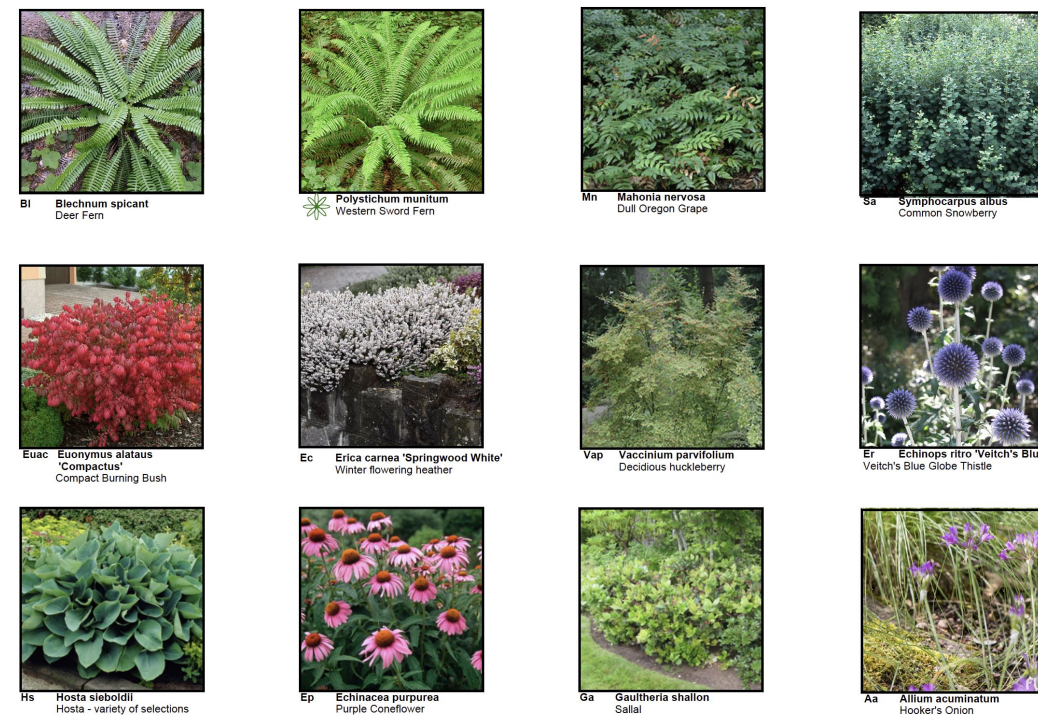 Bl Blechnum spicant
Deer Fern
Polystichum munitum
Western Sword Fern
Mn Mahonia nervosa
Dull Oregon Grape
Sa Symphocarpus albus
Common Snowberry
Euac Euonymus alataus
'Compactus'
Compact Burning Bush
Ec Erica carnea 'Springwood White'
Winter flowering heather
Vap Vaccinium parvifolium
Decidious huckleberry
Er Echinops ritro 'Veitch's Blu
Veitch's Blue Globe Thistle
Hs Hosta sieboldii
Hosta - variety of selections
Ep Echinacea purpurea
Purple Coneflower
Ga Gaultheria shallon
Sallal
Aa Allium acuminatum
Hooker's Onion